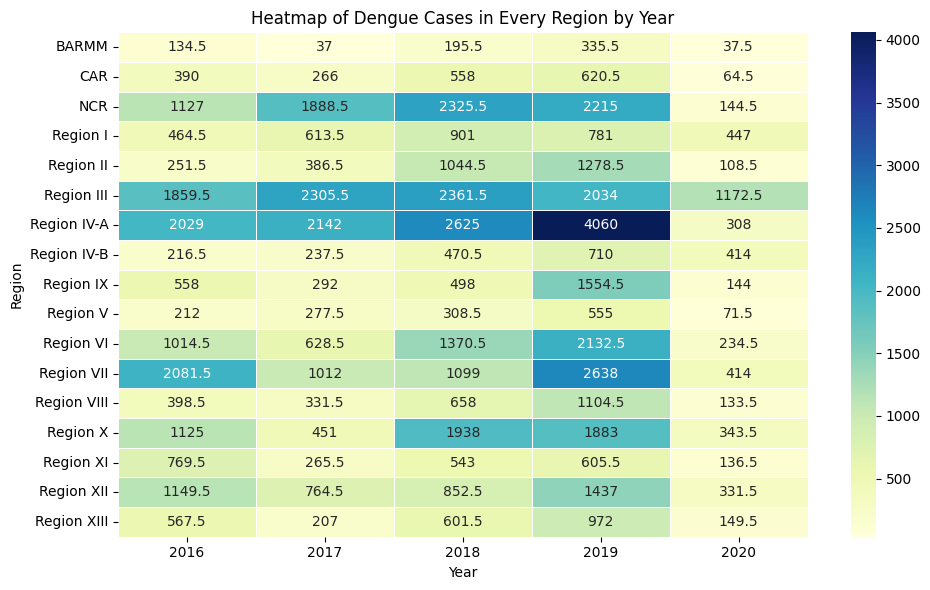 Heatmap of Dengue Cases in Every Region by Year
BARMM 134.5 37 195.5 335.5 37.5
CAR 390 266 558 620.5 64.5
NCR 1127 1888.5 2325.5 2215 144.5
Region I 464.5 613.5 901 781 447
Region II 251.5 386.5 1044.5 1278.5 108.5
Region III 1859.5 2305.5 2361.5 2034 1172.5
Region IV-A 2029 2142 2625 4060 308
Region IV-B 216.5 237.5 470.5 710 414
Region IX 558 292 498 1554.5 144
Region V 212 277.5 308.5 555 71.5
Region VI 1014.5 628.5 1370.5 2132.5 234.5
Region VII 2081.5 1012 1099 2638 414
Region VIII 398.5 331.5 658 1104.5 133.5
Region X 1125 451 1938 1883 343.5
Region XI 769.5 265.5 543 605.5 136.5
Region XII 1149.5 764.5 852.5 1437 331.5
Region XIII 567.5 207 601.5 972 149.5
2016 2017 2018 2019 2020
Year
Region
4000
3500
3000
2500
2000
1500
1000
500